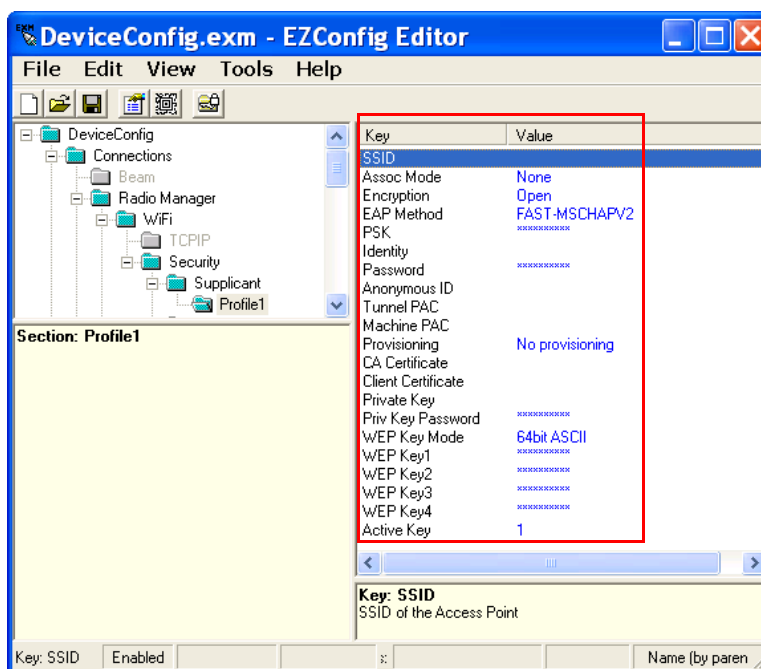 DeviceConfig.exm - EZConfig Editor
File Edit View Tools Help
DeviceConfig
Connections
Beam
Radio Manager
WiFi
TCPIP
Security
Supplicant
Profile1
Section: Profile1
Key Value
SSID
Assoc Mode None
Encryption Open
EAP Method FAST-MSCHAPV2
PSK **********
Identity
Password **********
Anonymous ID
Tunnel PAC
Machine PAC
Provisioning No provisioning
CA Certificate
Client Certificate
Private Key
Priv Key Password **********
WEP Key Mode 64bit ASCII
WEP Key1 **********
WEP Key2 **********
WEP Key3 **********
WEP Key4 **********
Active Key 1
Key: SSID
SSID of the Access Point
Key: SSID Enabled Name (by paren